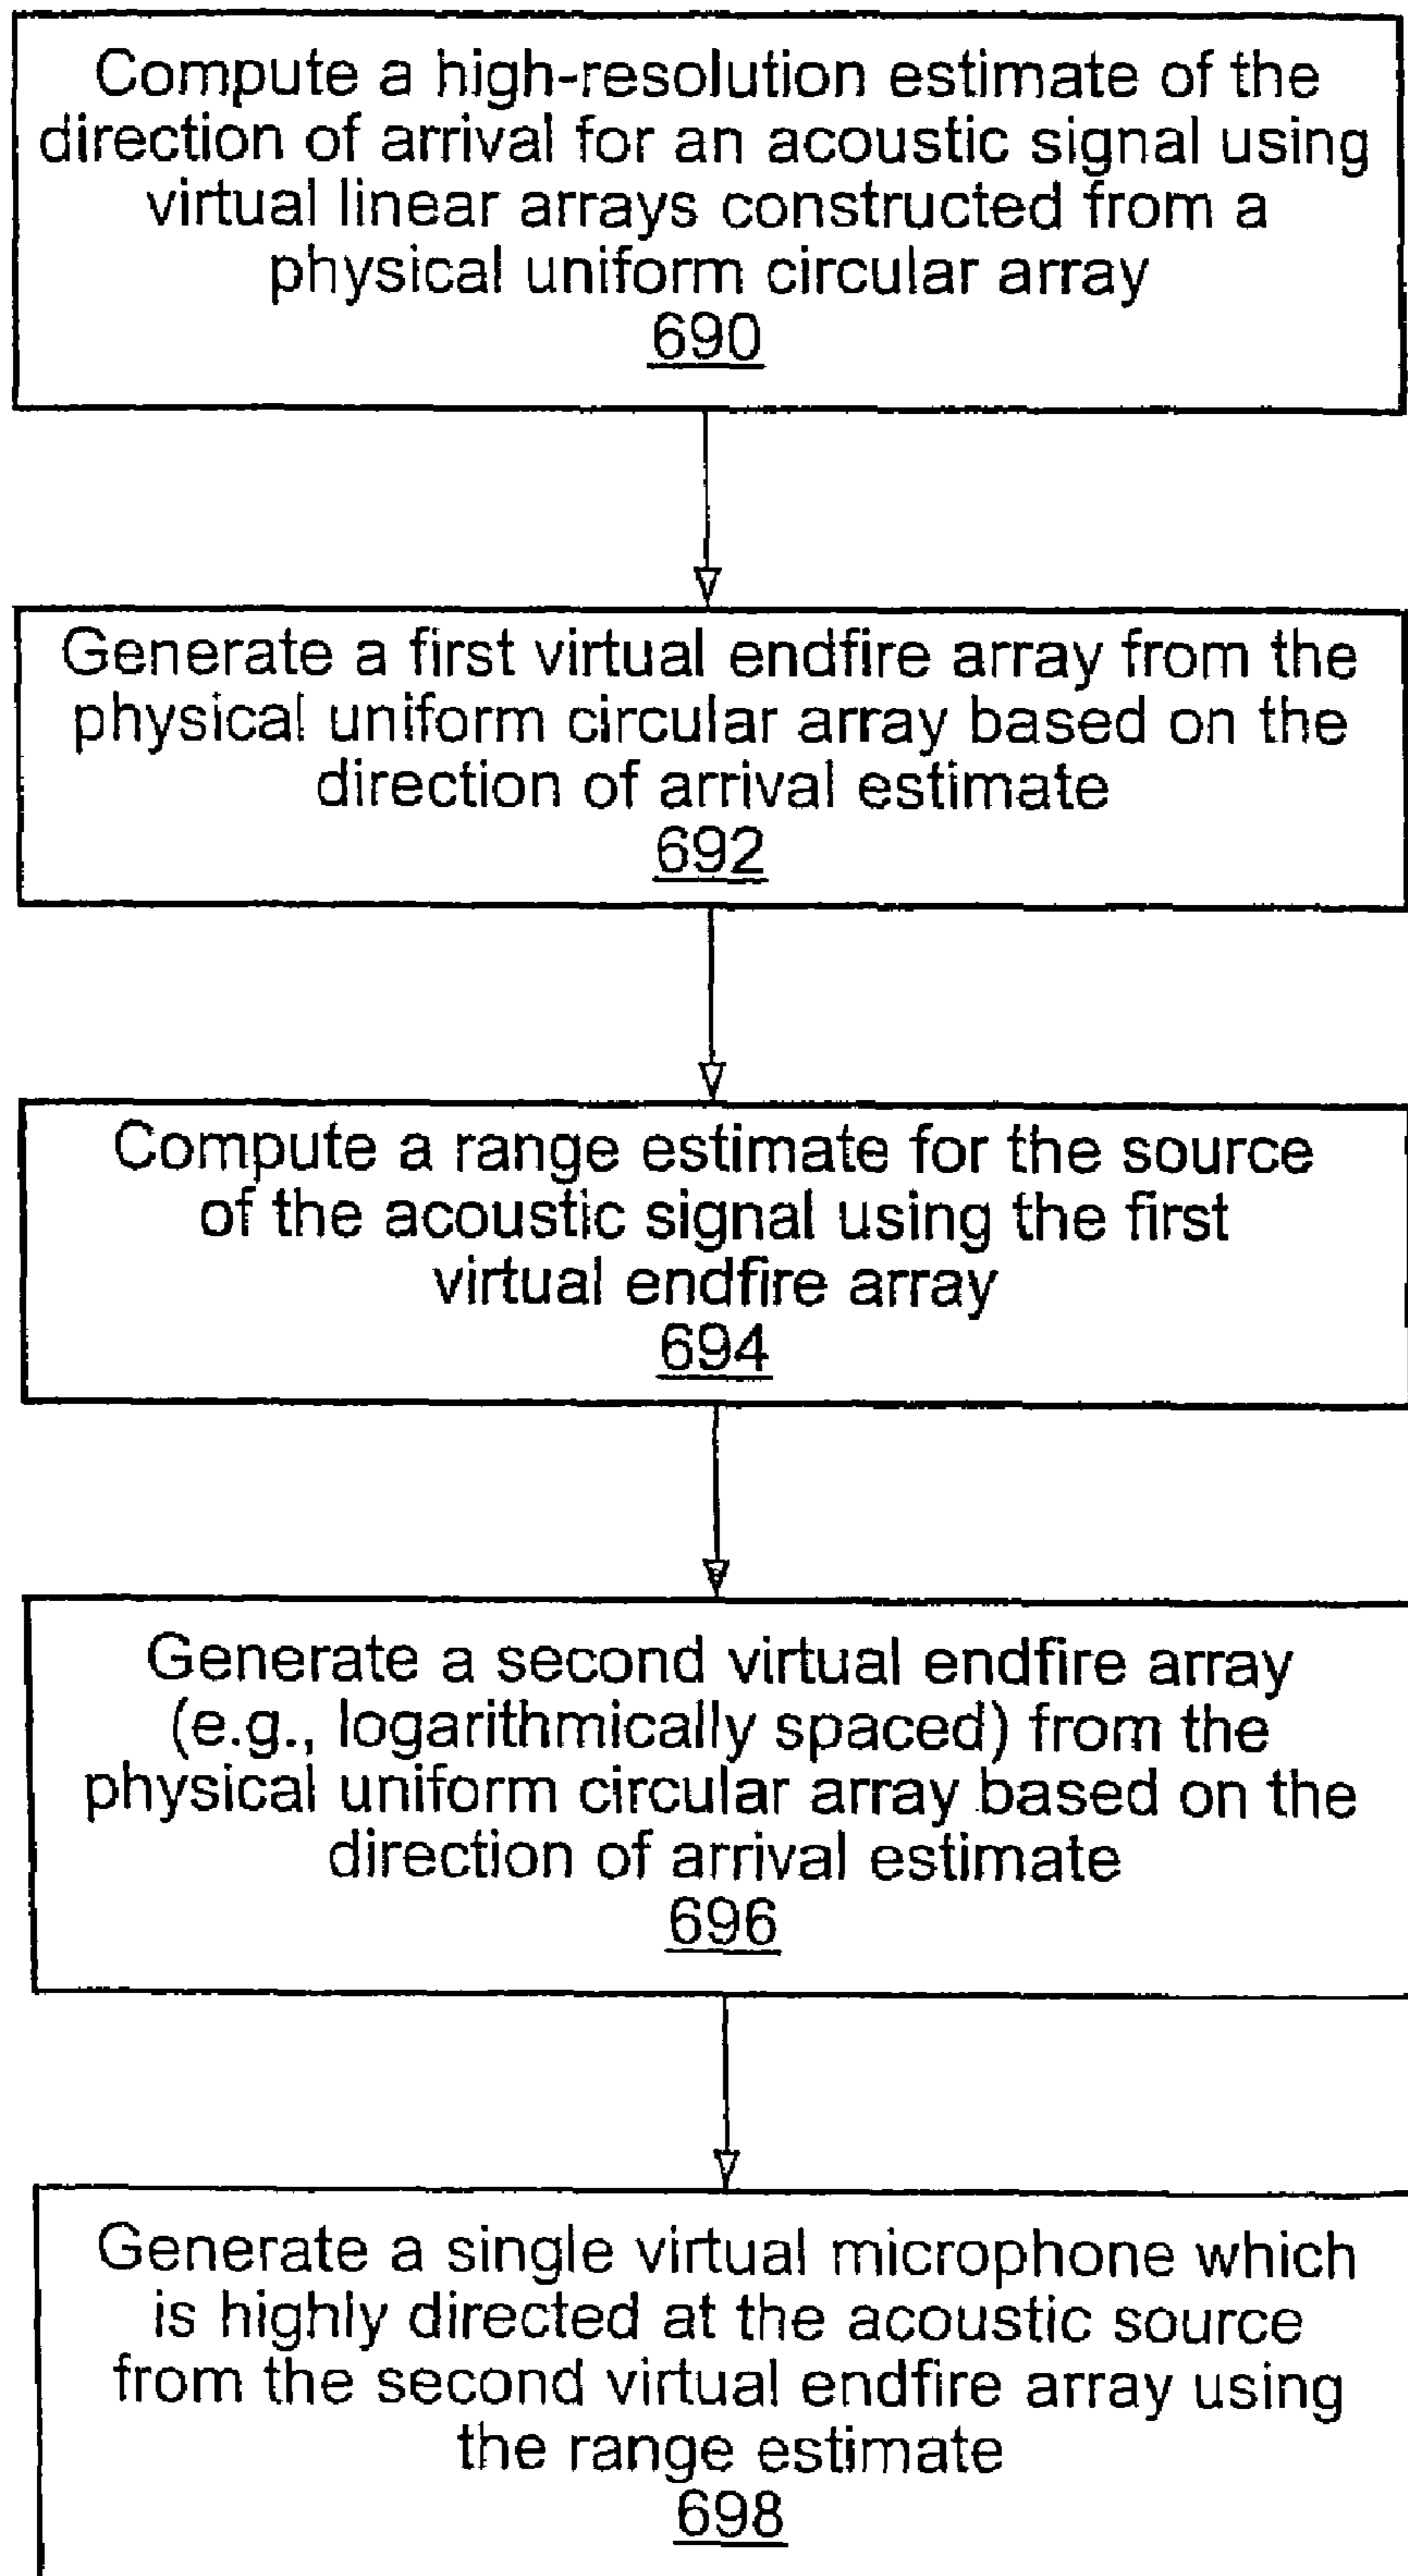 Compute a high-resolution estimate of the
direction of arrival for an acoustic signal using
virtual linear arrays constructed from a
physical uniform circular array
690
Generate a first virtual endfire array from the
physical uniform circular array based on the
direction of arrival estimate
692
Compute a range estimate for the source
of the acoustic signal using the first
virtual endfire array
694
Generate a second virtual endfire array
(e.g., logarithmically spaced) from the
physical uniform circular array based on the
direction of arrival estimate
696
Generate a single virtual microphone which
is highly directed at the acoustic source
from the second virtual endfire array using
the range estimate
698